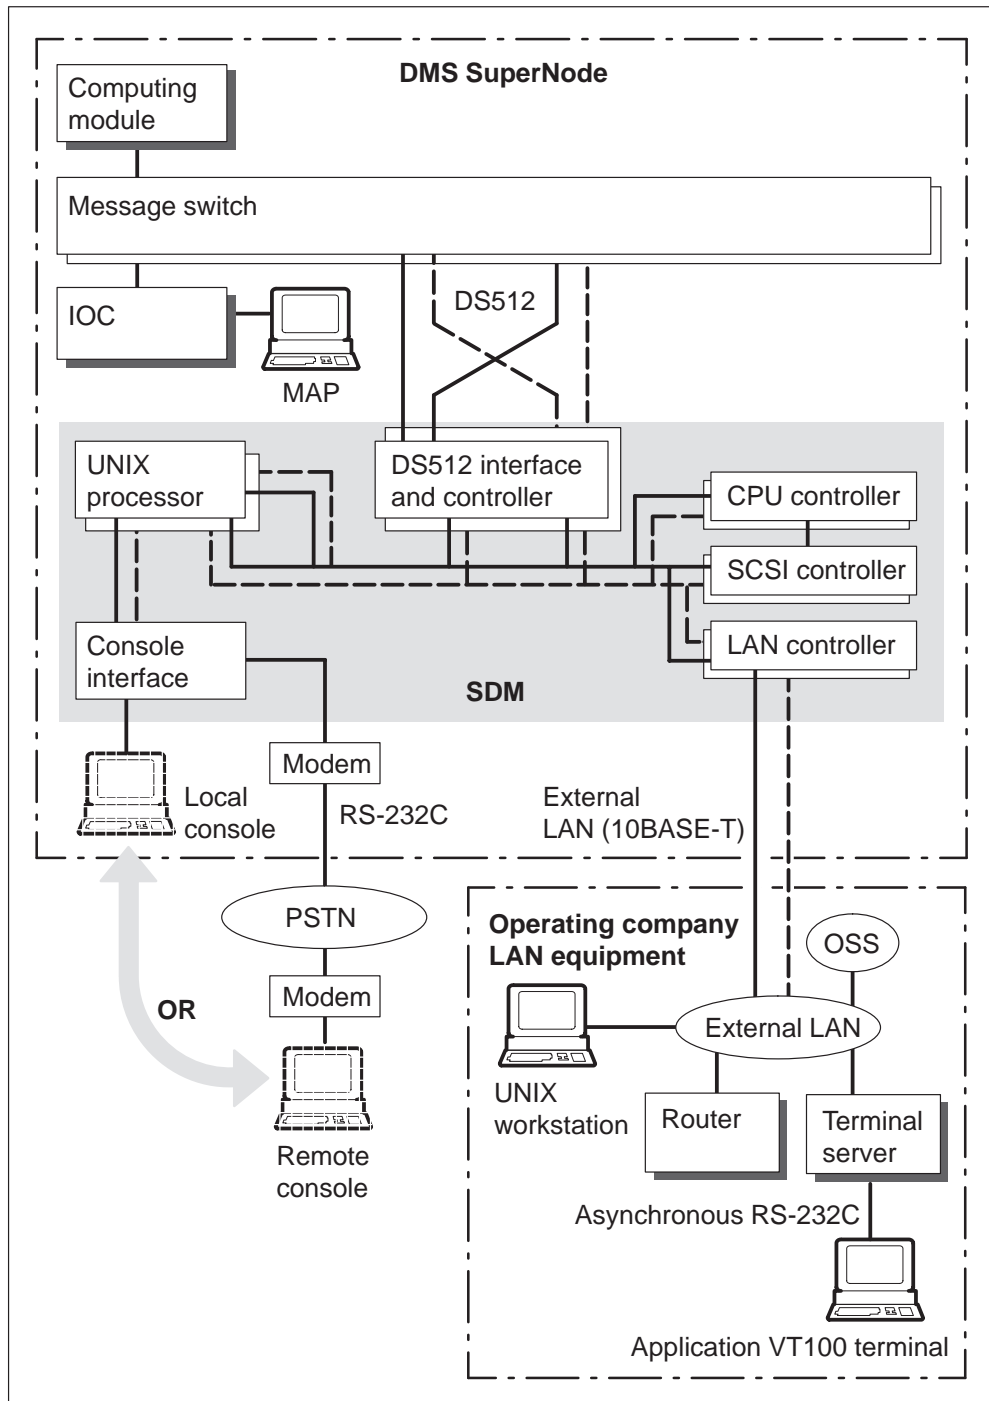 DMS SuperNode
Computing
module
Message switch
IOC
DS512
MAP
UNIX
processor
DS512 interface
and controller
CPU controller
SCSI controller
Console
interface
LAN controller
SDM
Modem
Local
console
RS-232C
External
LAN (10BASE-T)
PSTN
Operating company
LAN equipment
OSS
Modem
OR
External LAN
UNIX
workstation
Router
Terminal
server
Remote
console
Asynchronous RS-232C
Application VT100 terminal